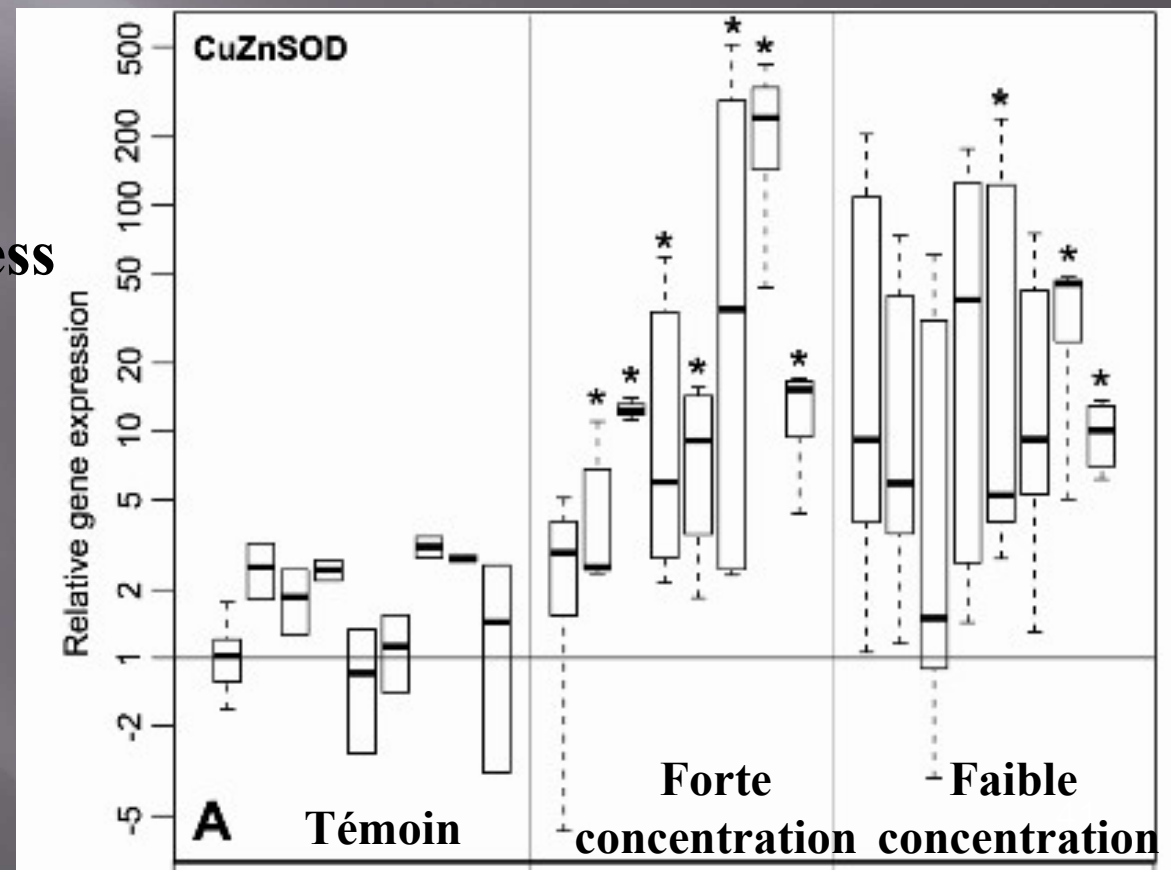 CuZnSOD
ess
Relative gene expression
500
200
100
50
20
10
5
2
1
-2
-5
* * * * * * * *
* * *
A
Témoin
Forte
concentration
Faible
concentration